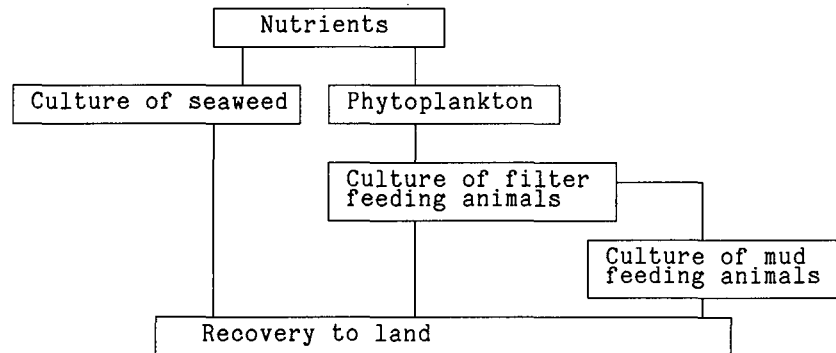 Nutrients
Culture of seaweed
Phytoplankton
Culture of filter
feeding animals
Culture of mud
feeding animals
Recovery to land